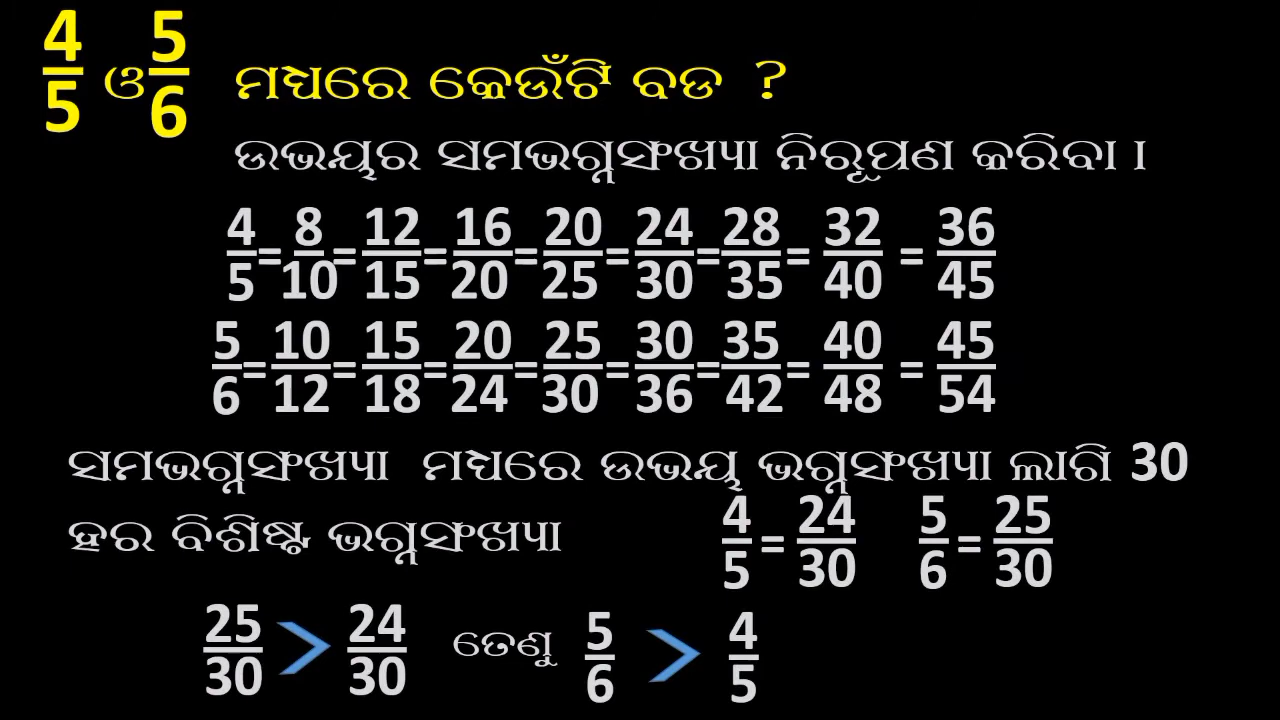 4/5 ଓ 5/6 ମଧ୍ୟରେ କେଉଁଟି ବଡ ?
ଉଭୟର ସମଭଗ୍ନସଂଖ୍ୟା ନିରୂପଣ କରିବା ।
4/5 = 8/10 = 12/15 = 16/20 = 20/25 = 24/30 = 28/35 = 32/40 = 36/45
5/6 = 10/12 = 15/18 = 20/24 = 25/30 = 30/36 = 35/42 = 40/48 = 45/54
ସମଭଗ୍ନସଂଖ୍ୟା ମଧ୍ୟରେ ଉଭୟ ଭଗ୍ନସଂଖ୍ୟା ଲାଗି 30
ହର ବିଶିଷ୍ଟ ଭଗ୍ନସଂଖ୍ୟା 4/5 = 24/30 5/6 = 25/30
25/30 > 24/30 ତେଣୁ 5/6 > 4/5